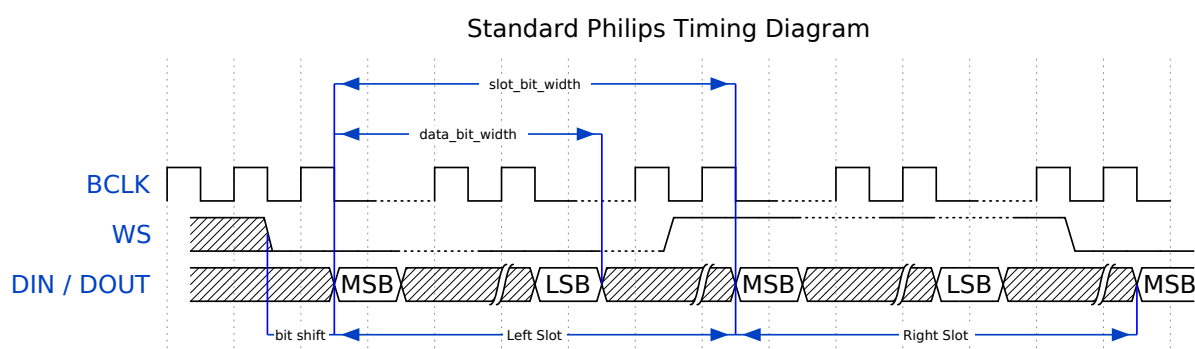 Standard Philips Timing Diagram
slot_bit_width
data_bit_width
BCLK
WS
DIN / DOUT
MSB
LSB
MSB
LSB
MSB
bit shift
Left Slot
Right Slot